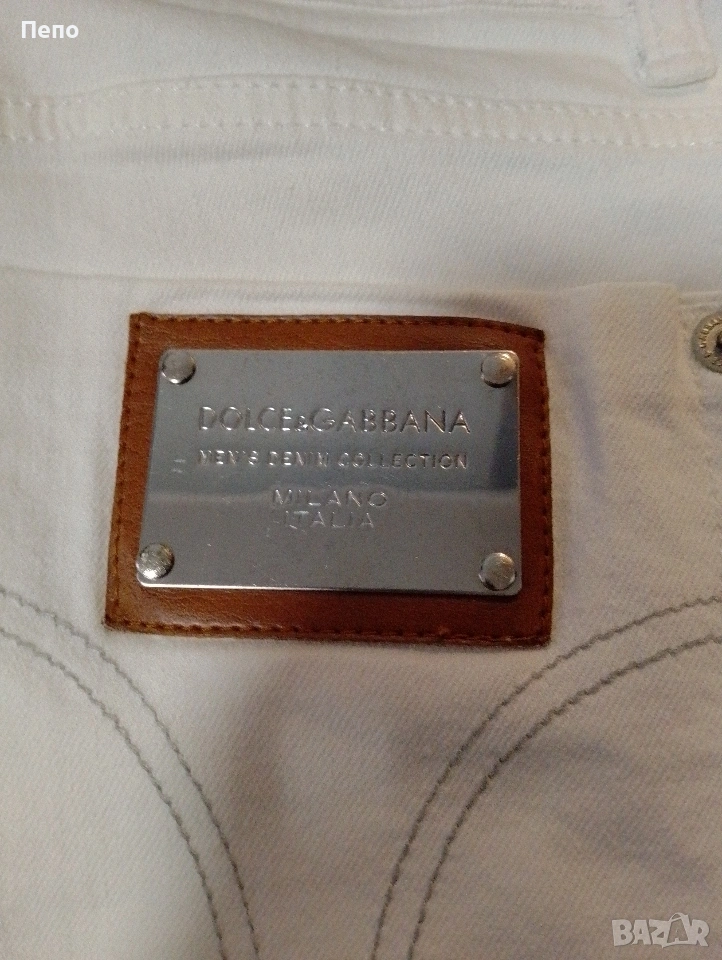 Пепо
DOLCE&GABBANA
MEN'S DENIM COLLECTION
MILANO
ITALIA
BAZAR